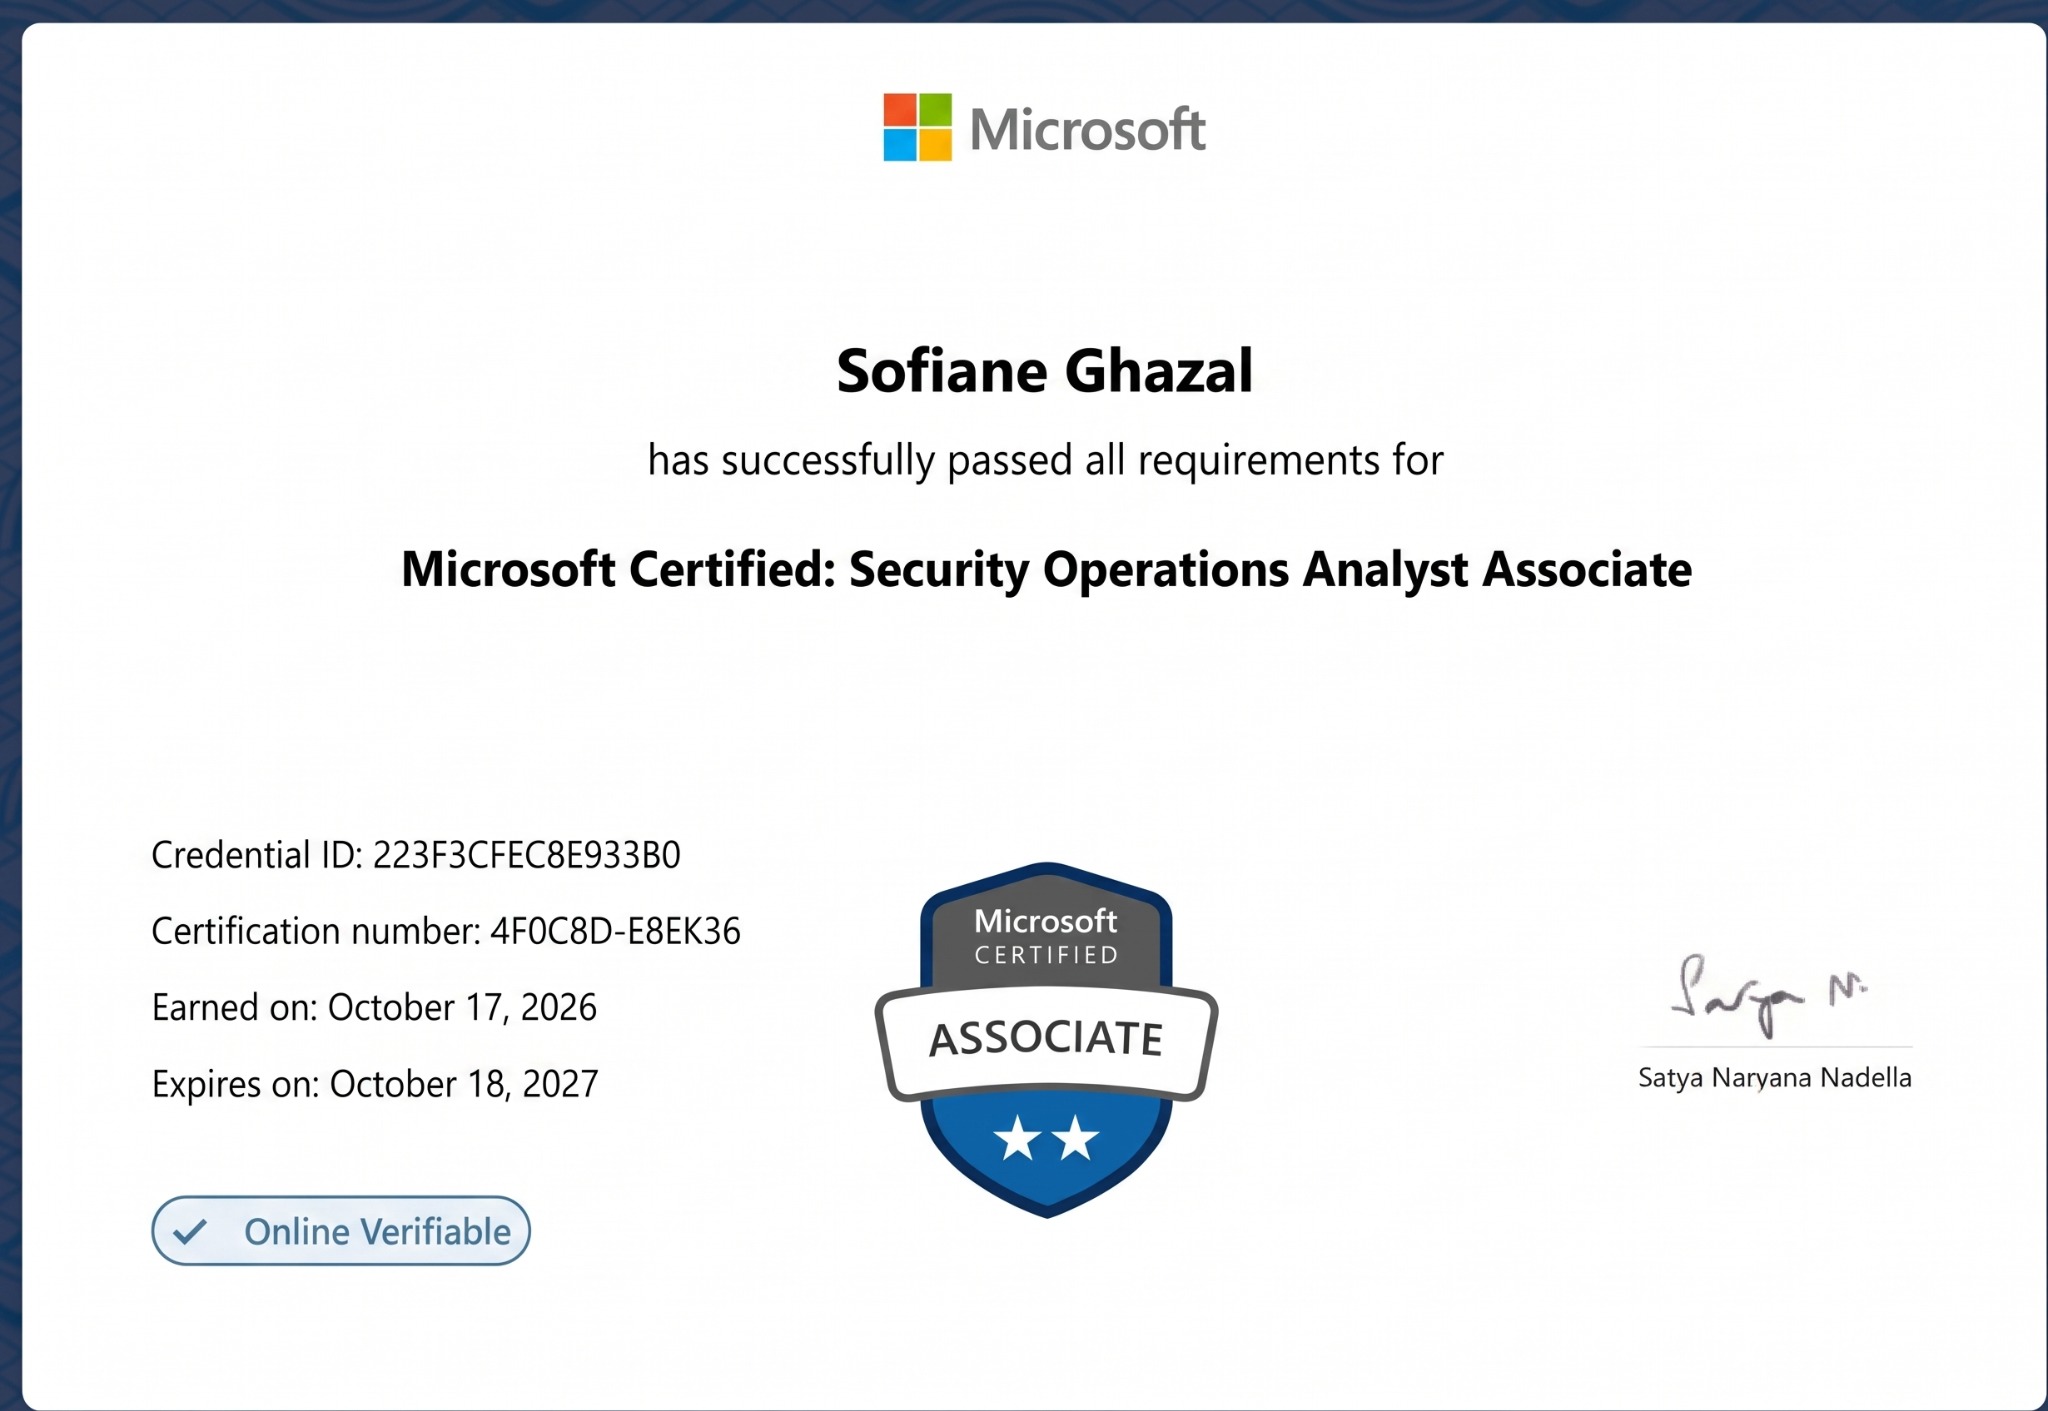 Microsoft
Sofiane Ghazal
has successfully passed all requirements for
Microsoft Certified: Security Operations Analyst Associate
Credential ID: 223F3CFEC8E933B0
Certification number: 4F0C8D-E8EK36
Earned on: October 17, 2026
Expires on: October 18, 2027
Online Verifiable
Microsoft
CERTIFIED
ASSOCIATE
Satya N.
Satya Naryana Nadella